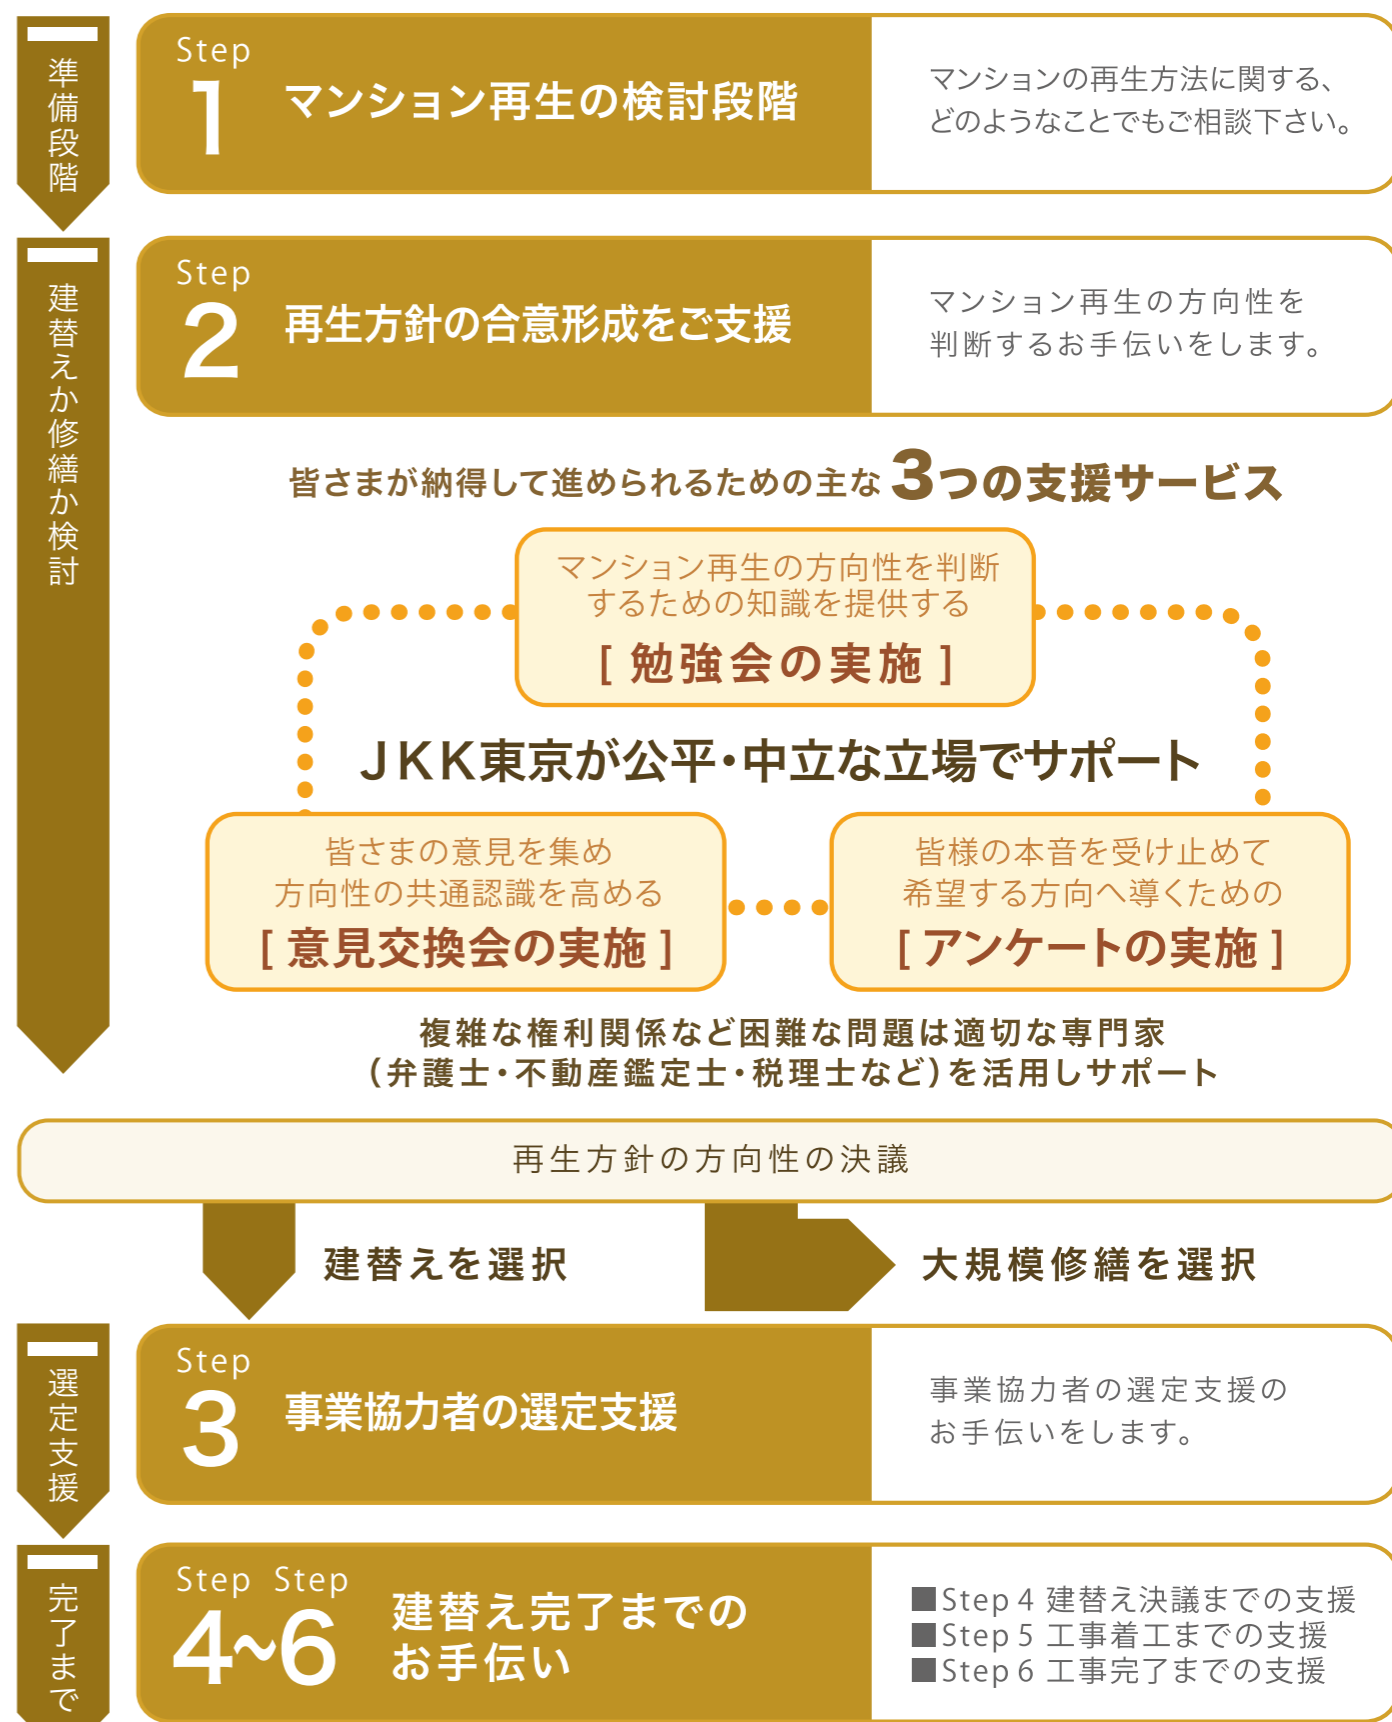 準備段階
Step
1
マンション再生の検討段階
マンションの再生方法に関する、
どのようなことでもご相談下さい。
建替えか修繕か検討
Step
2
再生方針の合意形成をご支援
マンション再生の方向性を
判断するお手伝いをします。
皆さまが納得して進められるための主な3つの支援サービス
マンション再生の方向性を判断
するための知識を提供する
[ 勉強会の実施 ]
JKK東京が公平・中立な立場でサポート
皆さまの意見を集め
方向性の共通認識を高める
[ 意見交換会の実施 ]
皆様の本音を受け止めて
希望する方向へ導くための
[ アンケートの実施 ]
複雑な権利関係など困難な問題は適切な専門家
(弁護士・不動産鑑定士・税理士など)を活用しサポート
再生方針の方向性の決議
建替えを選択
大規模修繕を選択
選定支援
Step
3
事業協力者の選定支援
事業協力者の選定支援の
お手伝いをします。
完了まで
Step Step
4~6
建替え完了までの
お手伝い
■Step 4 建替え決議までの支援
■Step 5 工事着工までの支援
■Step 6 工事完了までの支援